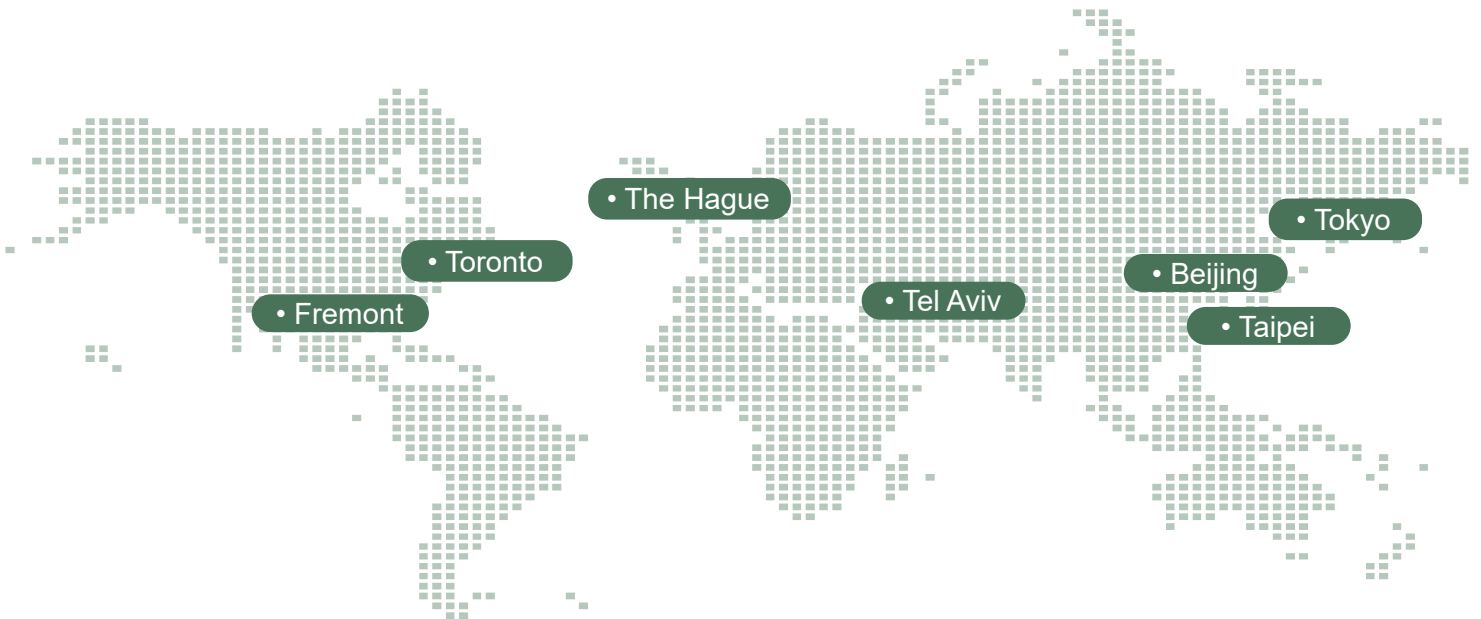 • The Hague
• Tokyo
• Toronto
• Beijing
• Tel Aviv
• Fremont
• Taipei